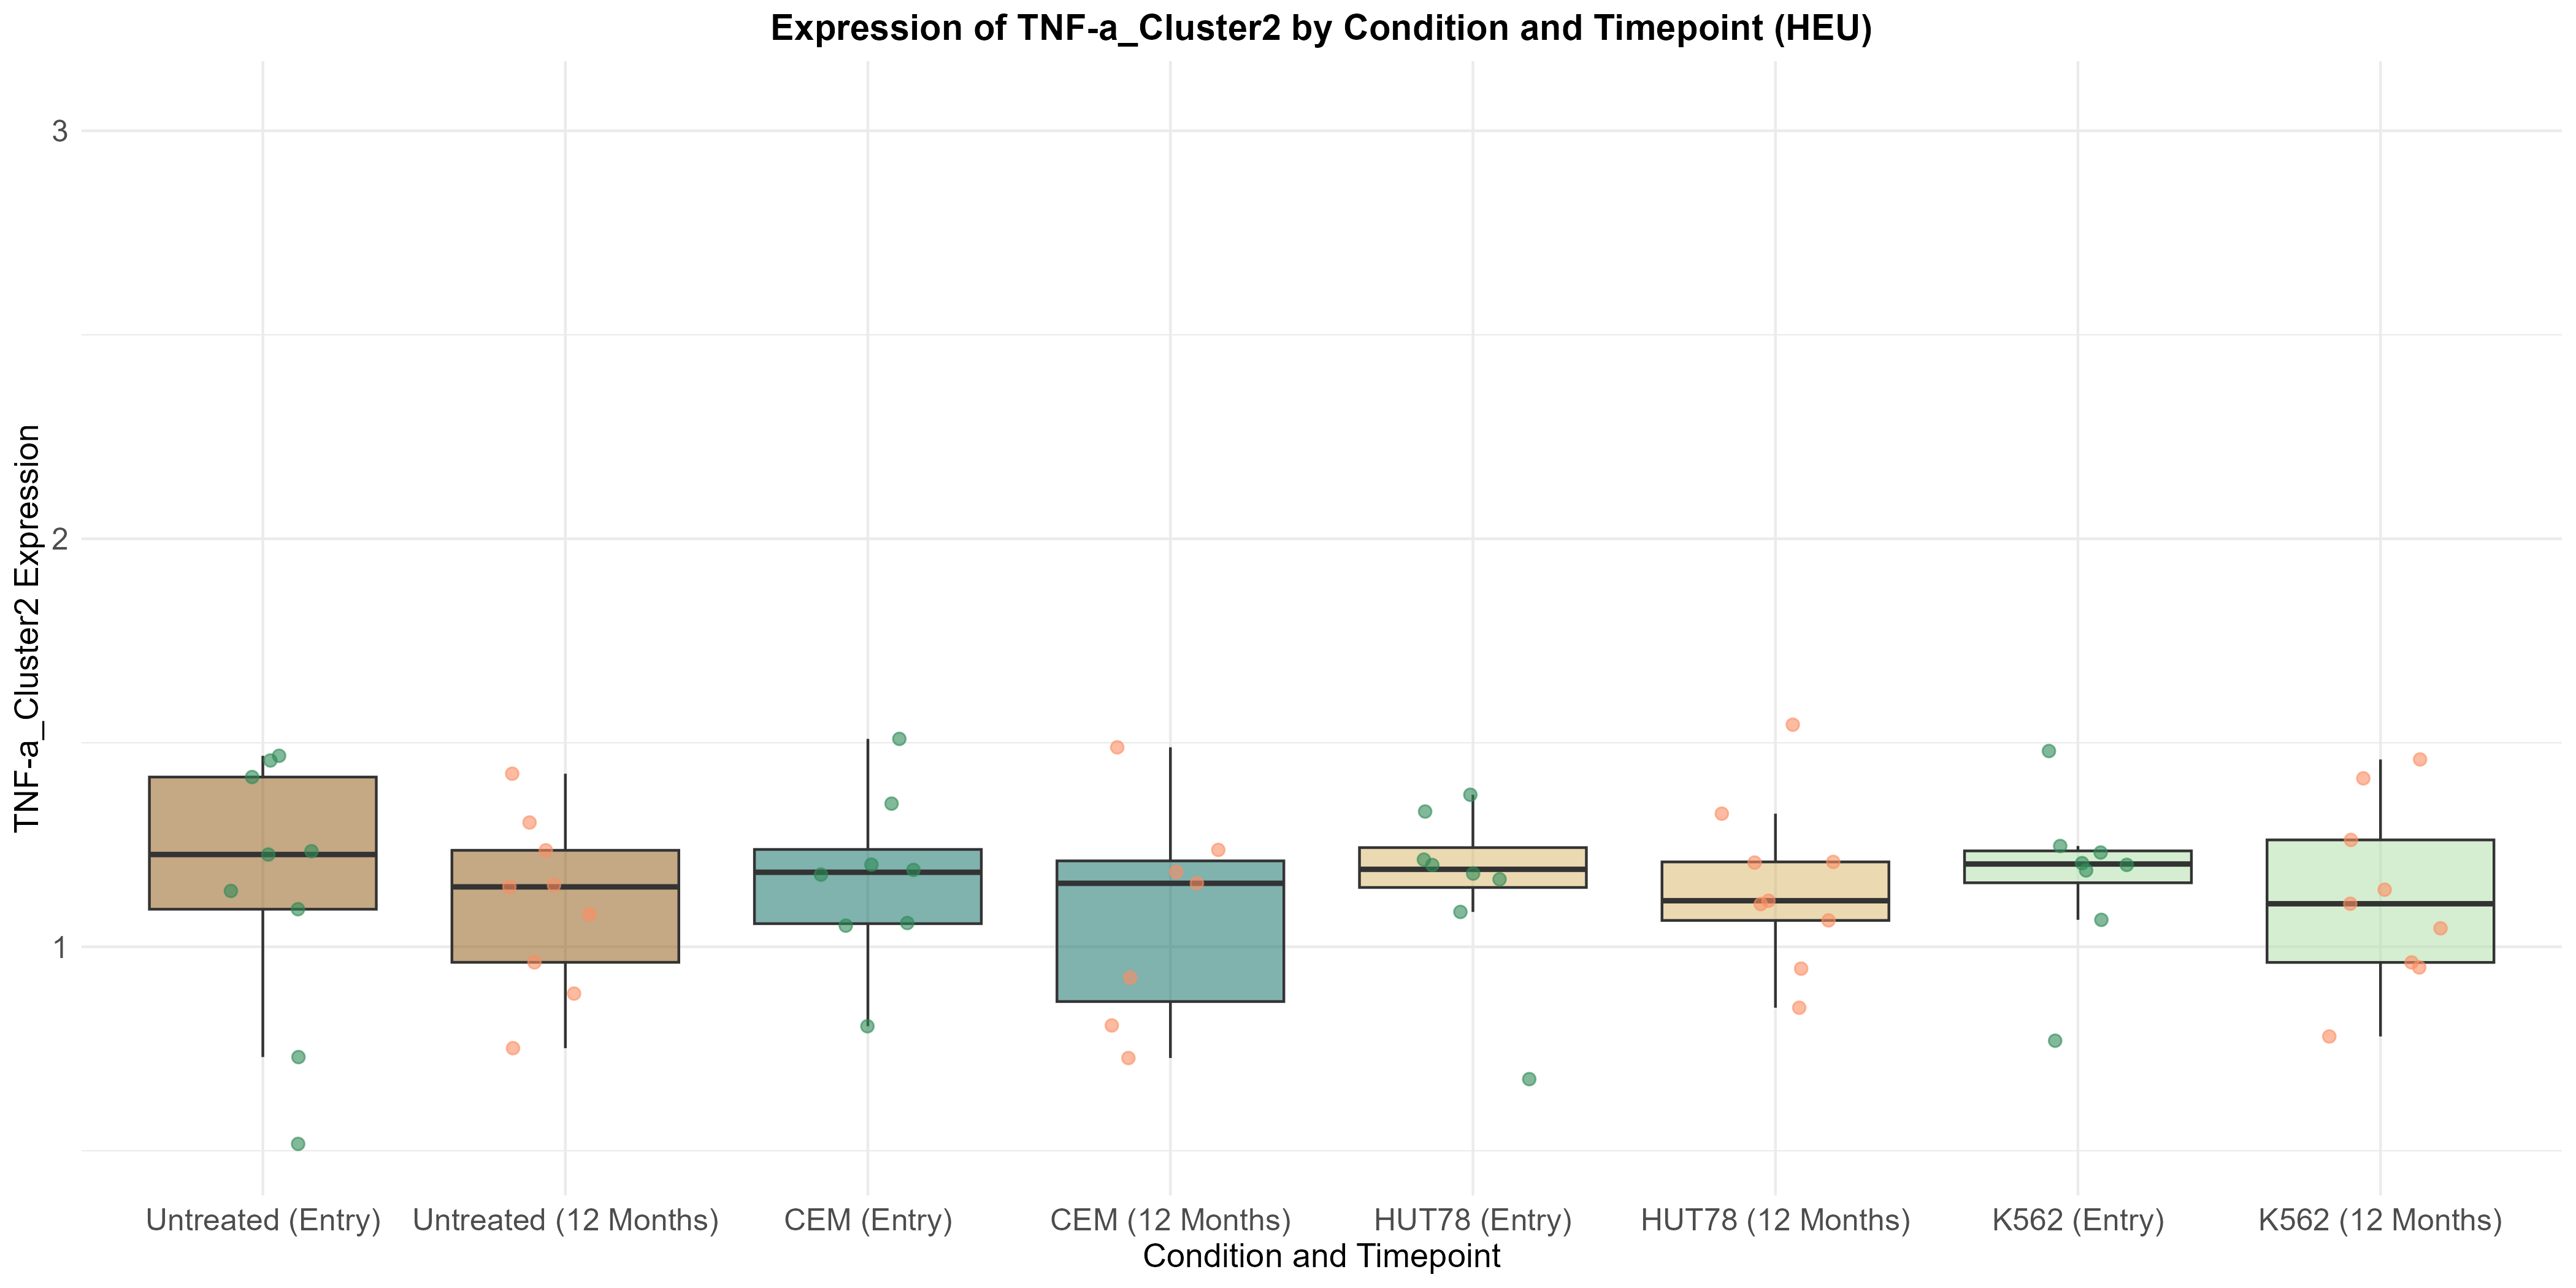 Expression of TNF-a_Cluster2 by Condition and Timepoint (HEU)
TNF-a_Cluster2 Expression
3
2
1
Untreated (Entry)
Untreated (12 Months)
CEM (Entry)
CEM (12 Months)
HUT78 (Entry)
HUT78 (12 Months)
K562 (Entry)
K562 (12 Months)
Condition and Timepoint